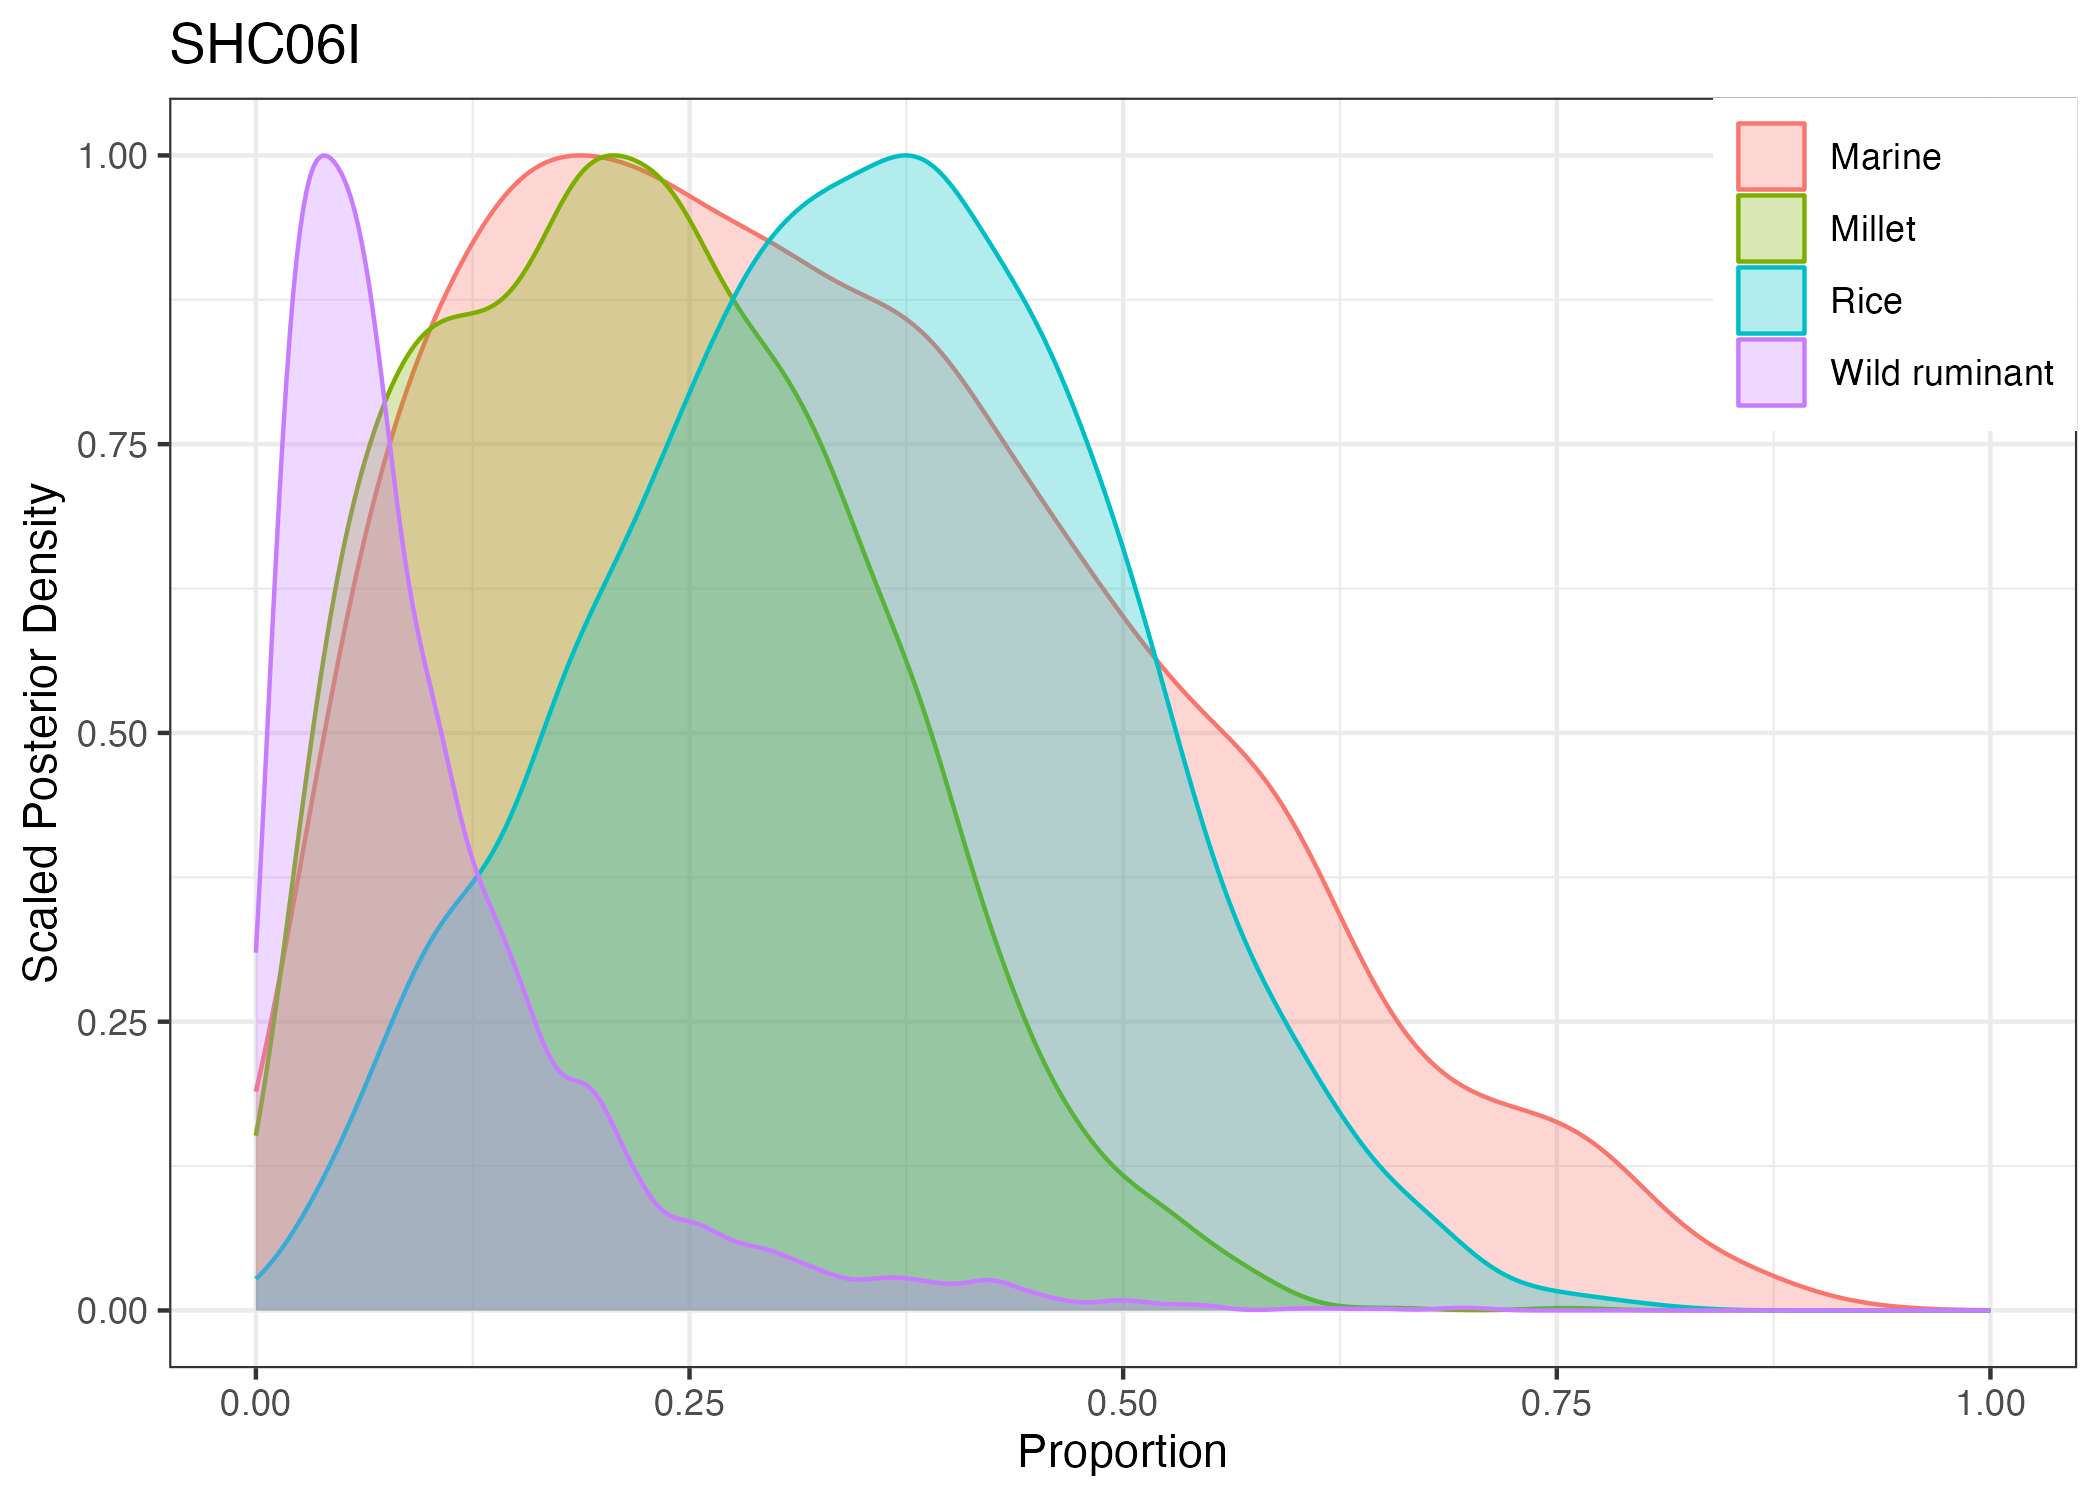 SHC06I
Marine
Millet
Rice
Wild ruminant
Scaled Posterior Density
1.00
0.75
0.50
0.25
0.00
0.00 0.25 0.50 0.75 1.00
Proportion